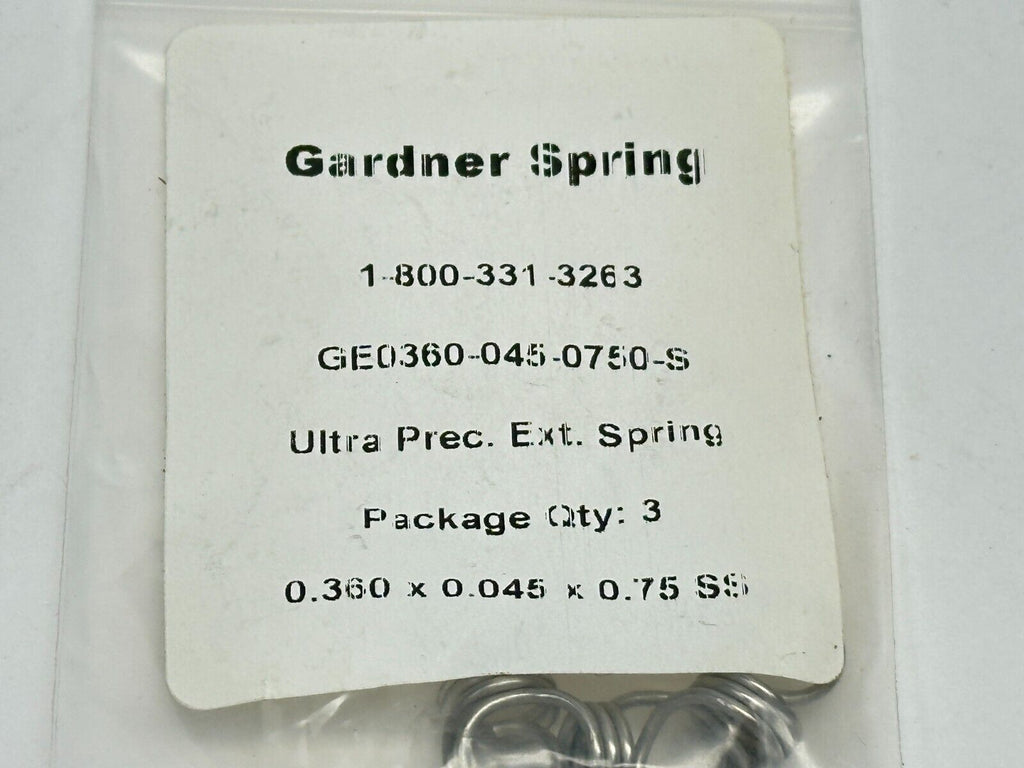 Gardner Spring
1-800-331-3263
GE0360-045-0750-S
Ultra Prec. Ext. Spring
Package Qty: 3
0.360 x 0.045 x 0.75 SS